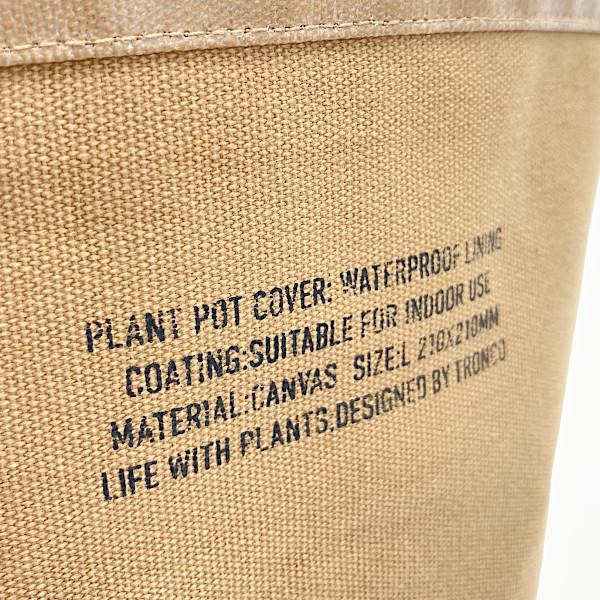 PLANT POT COVER: WATERPROOF LINING
COATING:SUITABLE FOR INDOOR USE
MATERIAL:CANVAS SIZE:L 210X210MM
LIFE WITH PLANTS.DESIGNED BY TRONCO